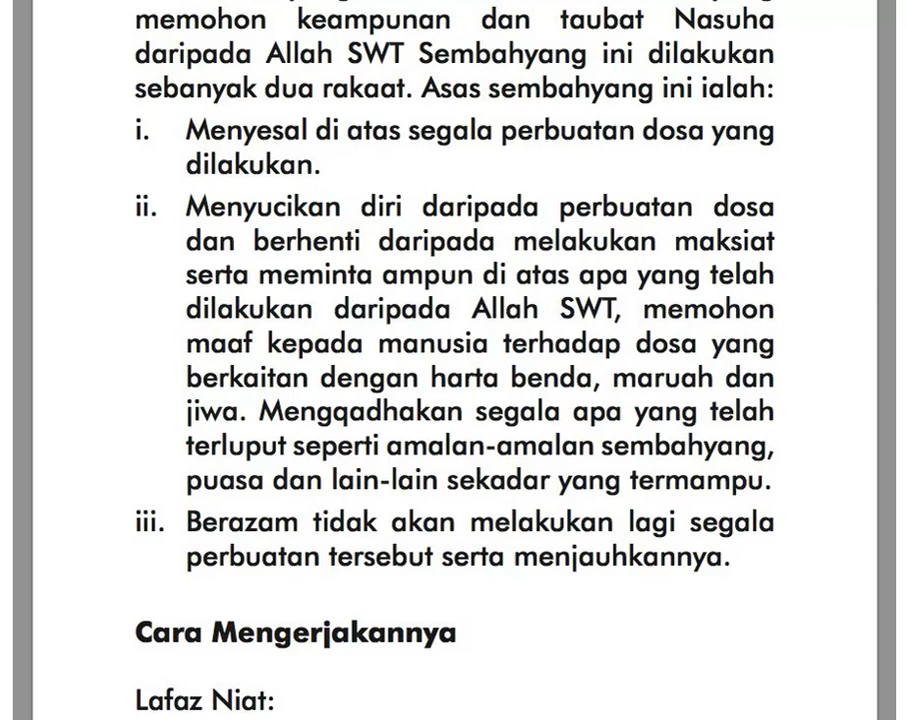 memohon keampunan dan taubat Nasuha
daripada Allah SWT Sembahyang ini dilakukan
sebanyak dua rakaat. Asas sembahyang ini ialah:
i. Menyesal di atas segala perbuatan dosa yang
dilakukan.
ii. Menyucikan diri daripada perbuatan dosa
dan berhenti daripada melakukan maksiat
serta meminta ampun di atas apa yang telah
dilakukan daripada Allah SWT, memohon
maaf kepada manusia terhadap dosa yang
berkaitan dengan harta benda, maruah dan
jiwa. Mengqadhakan segala apa yang telah
terluput seperti amalan-amalan sembahyang,
puasa dan lain-lain sekadar yang termampu.
iii. Berazam tidak akan melakukan lagi segala
perbuatan tersebut serta menjauhkannya.
Cara Mengerjakannya
Lafaz Niat: